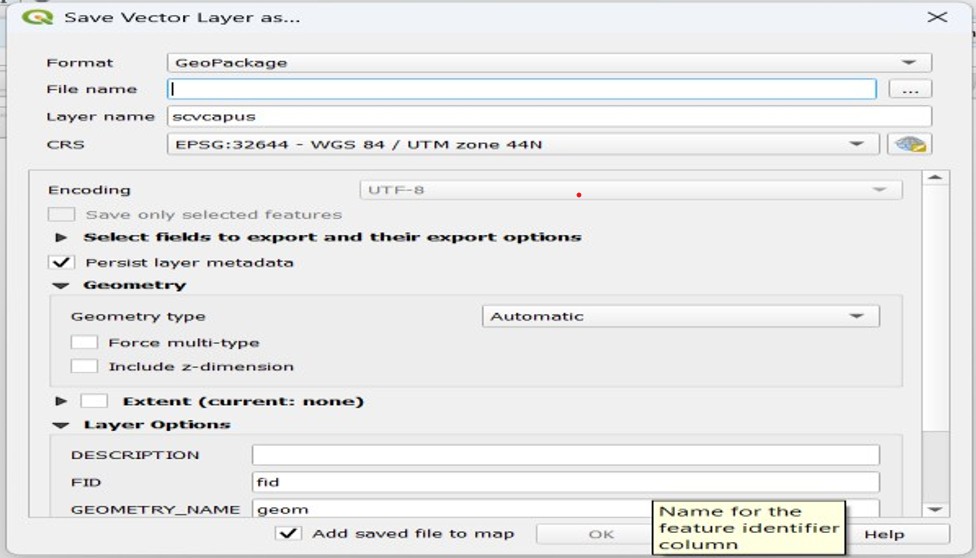 Save Vector Layer as...
Format GeoPackage
File name ...
Layer name scvcapus
CRS EPSG:32644 - WGS 84 / UTM zone 44N
Encoding UTF-8
Save only selected features
Select fields to export and their export options
Persist layer metadata
Geometry
Geometry type Automatic
Force multi-type
Include z-dimension
Extent (current: none)
Layer Options
DESCRIPTION
FID fid
GEOMETRY_NAME geom
Name for the
feature identifier
column
Add saved file to map OK Help